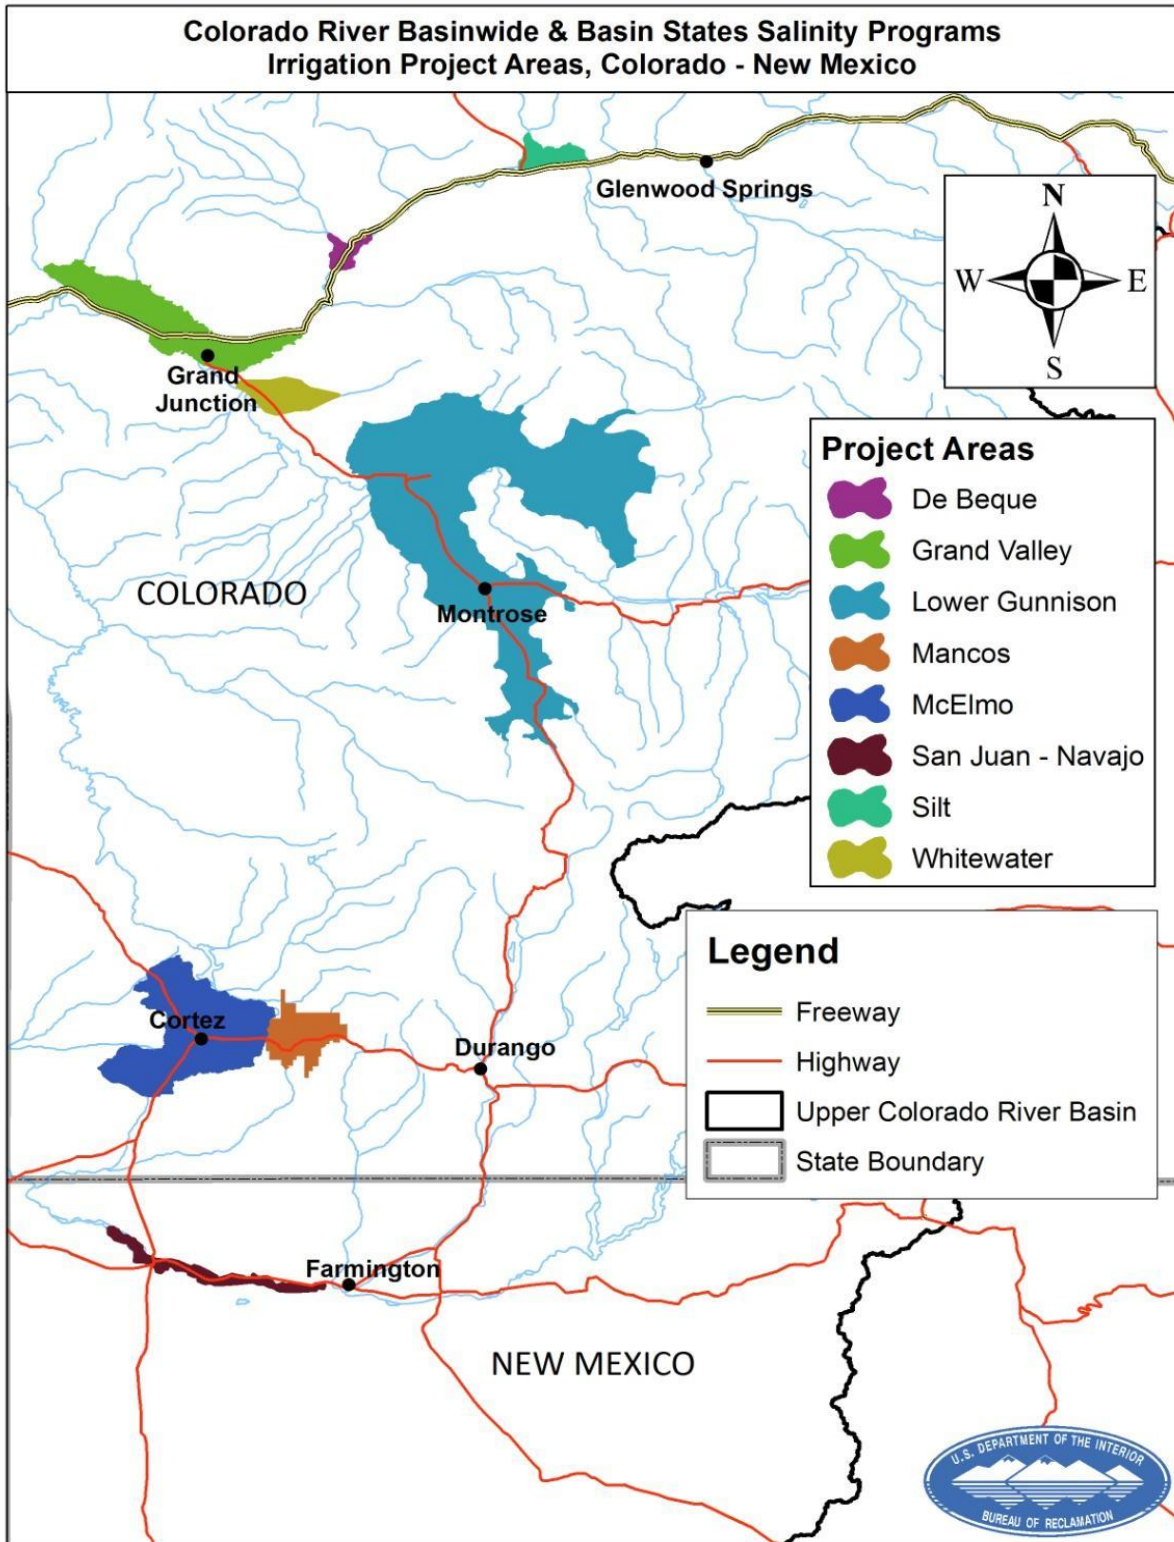 Colorado River Basinwide & Basin States Salinity Programs
Irrigation Project Areas, Colorado - New Mexico
Glenwood Springs
N
W
E
S
Grand
Junction
Project Areas
De Beque
Grand Valley
Lower Gunnison
Mancos
McElmo
San Juan - Navajo
Silt
Whitewater
COLORADO
Montrose
Legend
Freeway
Highway
Upper Colorado River Basin
State Boundary
Cortez
Durango
Farmington
NEW MEXICO
U.S. DEPARTMENT OF THE INTERIOR
BUREAU OF RECLAMATION